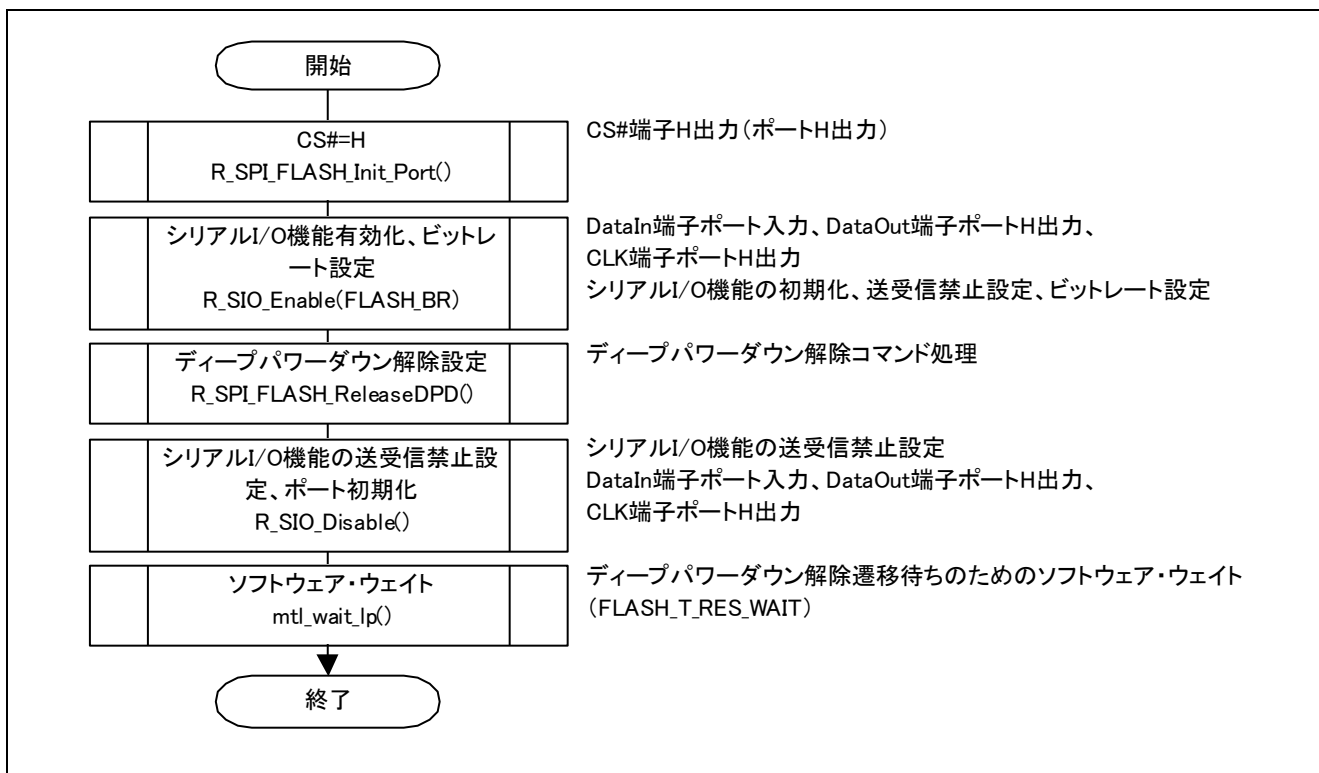 開始
CS#=H
R_SPI_FLASH_Init_Port()
CS#端子H出力（ポートH出力）
シリアルI/O機能有効化、ビットレ
ート設定
R_SIO_Enable(FLASH_BR)
DataIn端子ポート入力、DataOut端子ポートH出力、
CLK端子ポートH出力
シリアルI/O機能の初期化、送受信禁止設定、ビットレート設定
ディープパワーダウン解除設定
R_SPI_FLASH_ReleaseDPD()
ディープパワーダウン解除コマンド処理
シリアルI/O機能の送受信禁止設
定、ポート初期化
R_SIO_Disable()
シリアルI/O機能の送受信禁止設定
DataIn端子ポート入力、DataOut端子ポートH出力、
CLK端子ポートH出力
ソフトウェア・ウェイト
mtl_wait_lp()
ディープパワーダウン解除遷移待ちのためのソフトウェア・ウェイト
（FLASH_T_RES_WAIT）
終了